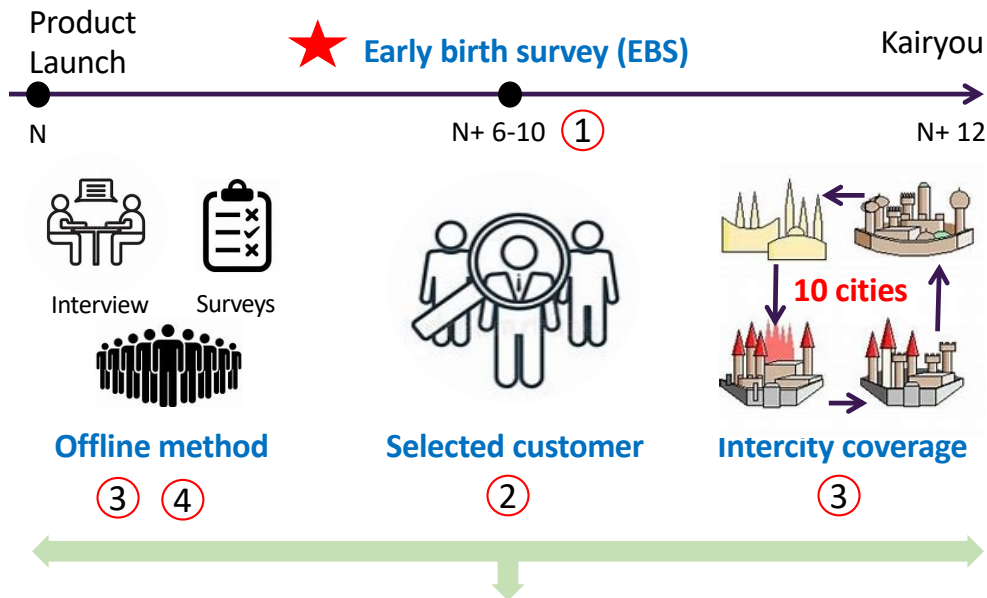 Product
Launch
Early birth survey (EBS)
Kairyou
N
N+ 6-10
1
N+ 12
Interview
Surveys
10 cities
Offline method
Selected customer
Intercity coverage
3
4
2
3